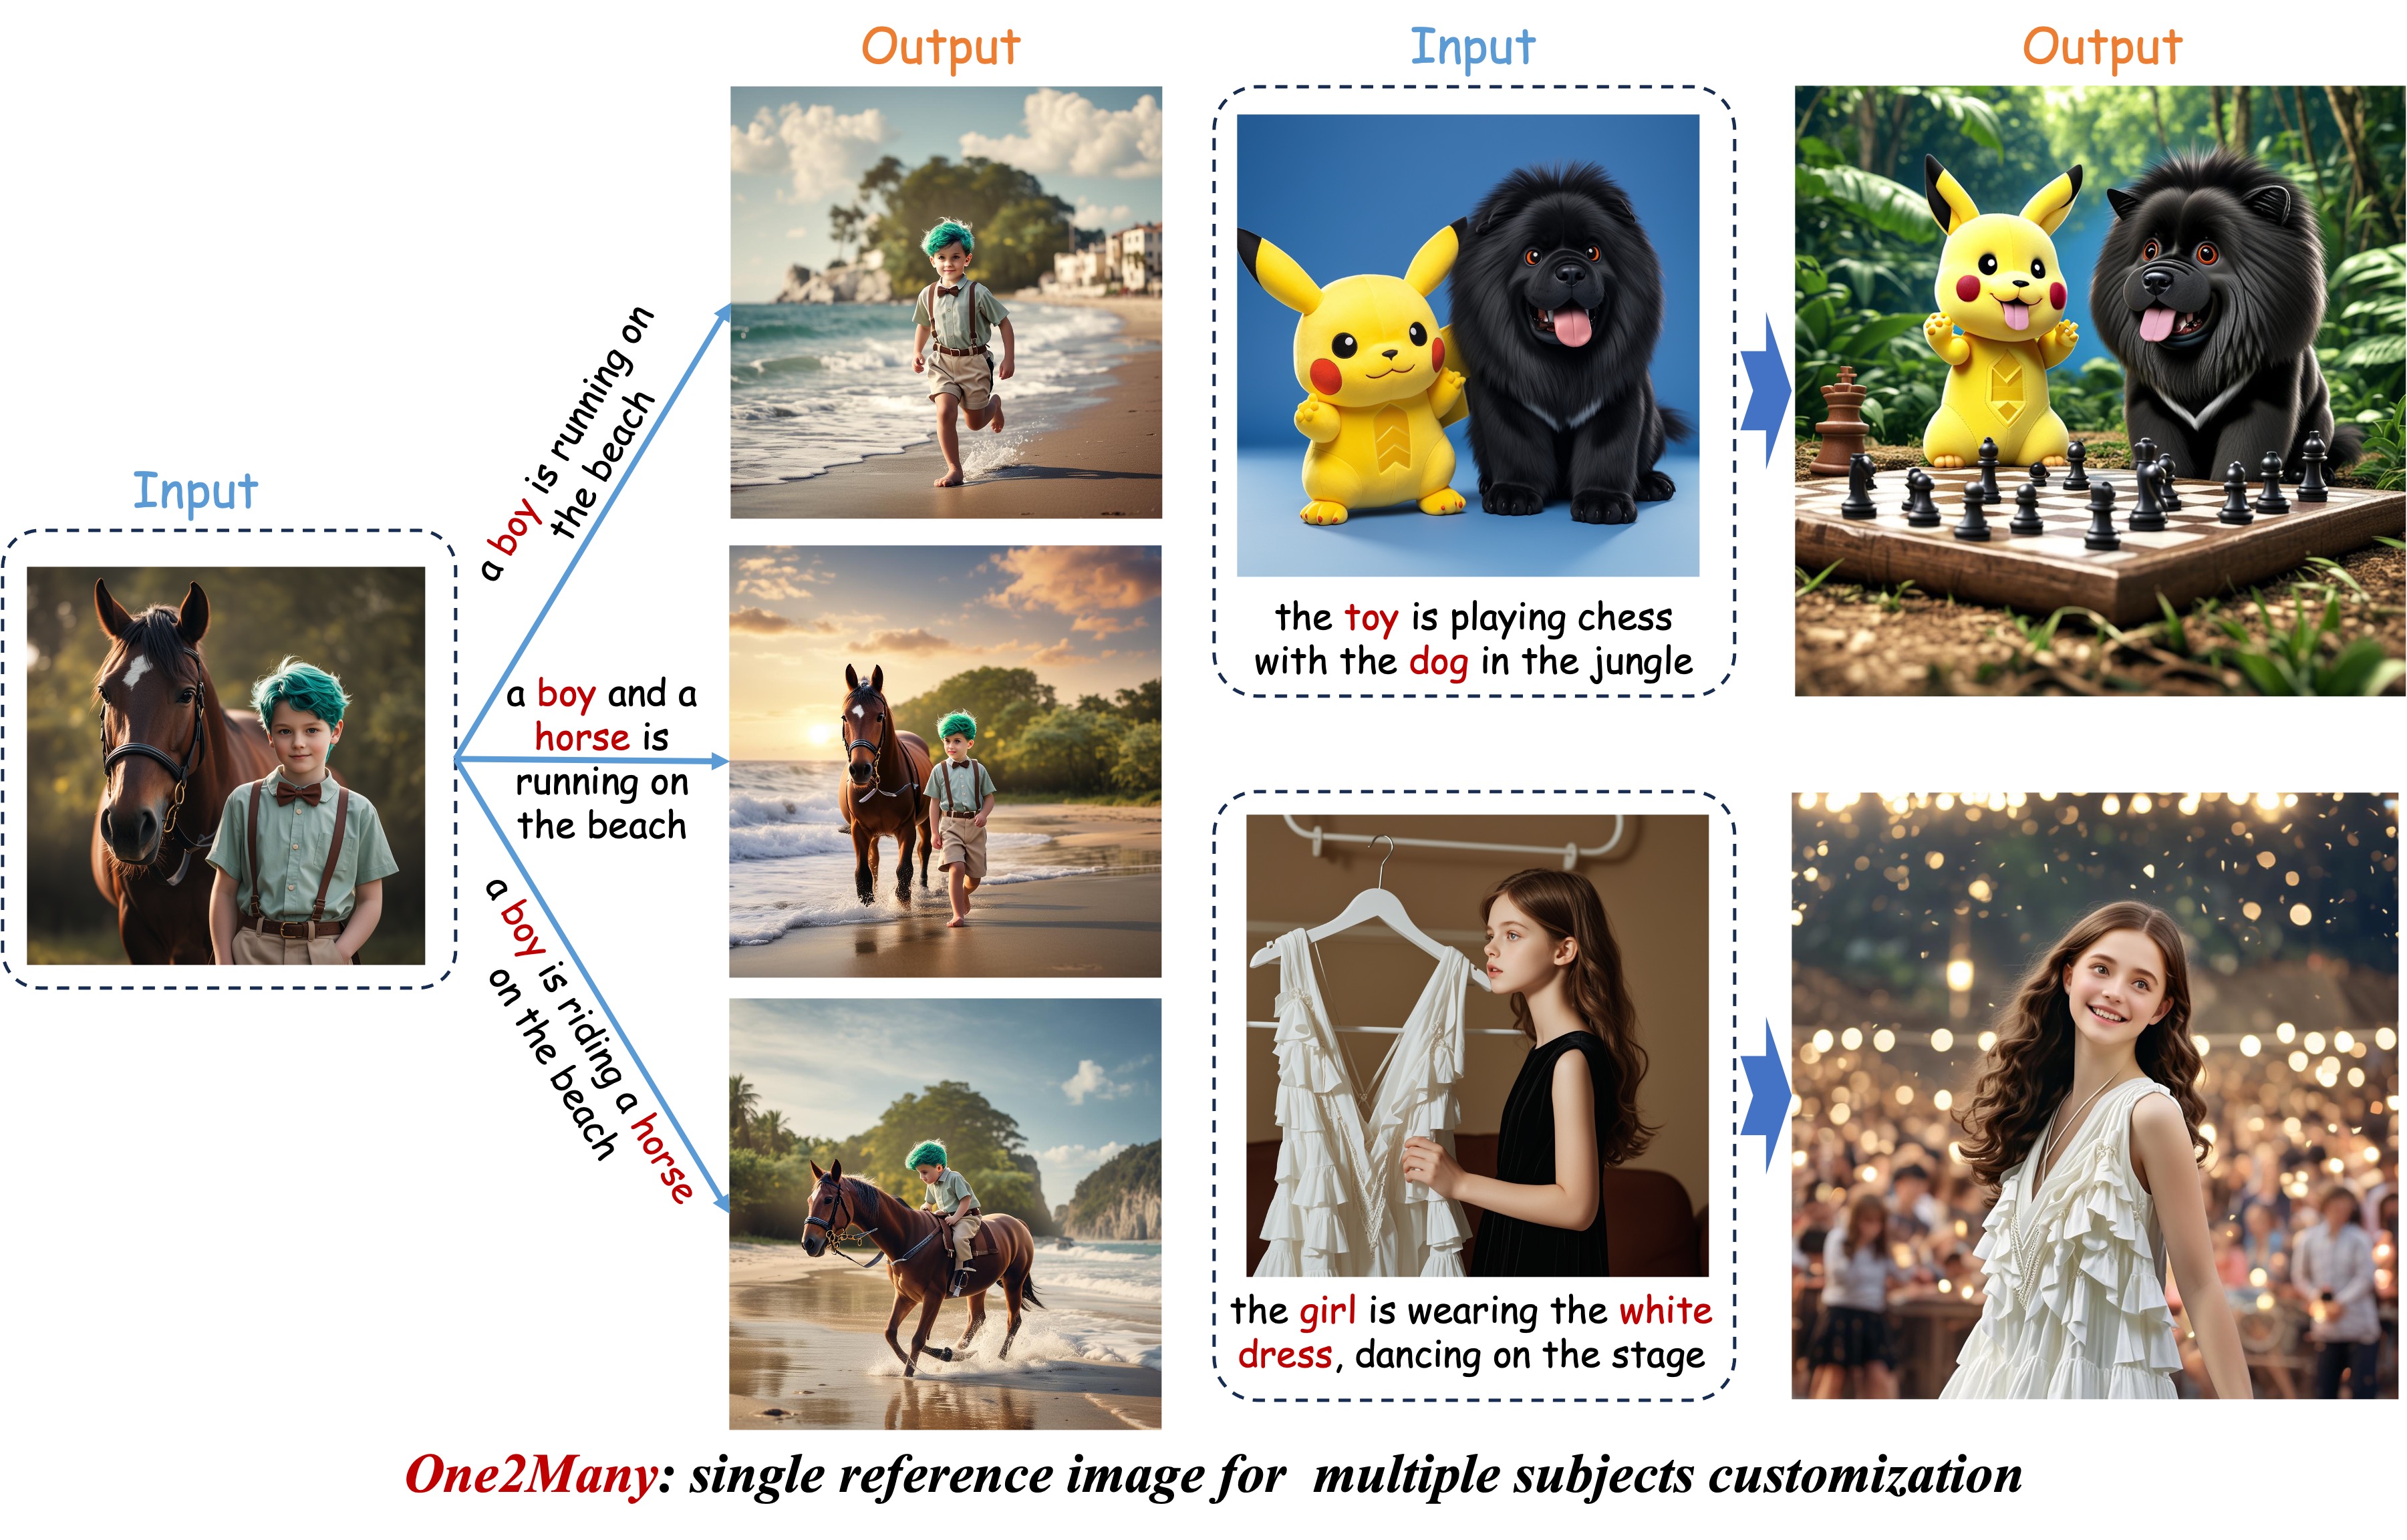 Output
Input
Output
Input
a boy is running on
the beach
a boy and a
horse is
running on
the beach
a boy is riding a horse
on the beach
the toy is playing chess
with the dog in the jungle
the girl is wearing the white
dress, dancing on the stage
One2Many: single reference image for multiple subjects customization